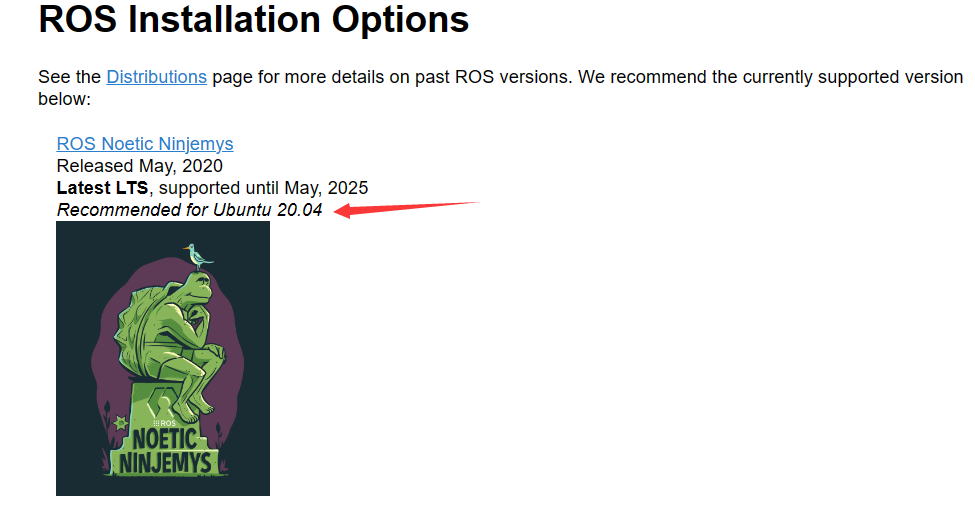 ROS Installation Options
See the Distributions page for more details on past ROS versions. We recommend the currently supported version
below:
ROS Noetic Ninjemys
Released May, 2020
Latest LTS, supported until May, 2025
Recommended for Ubuntu 20.04
ROS
NOETIC
NINJEMYS